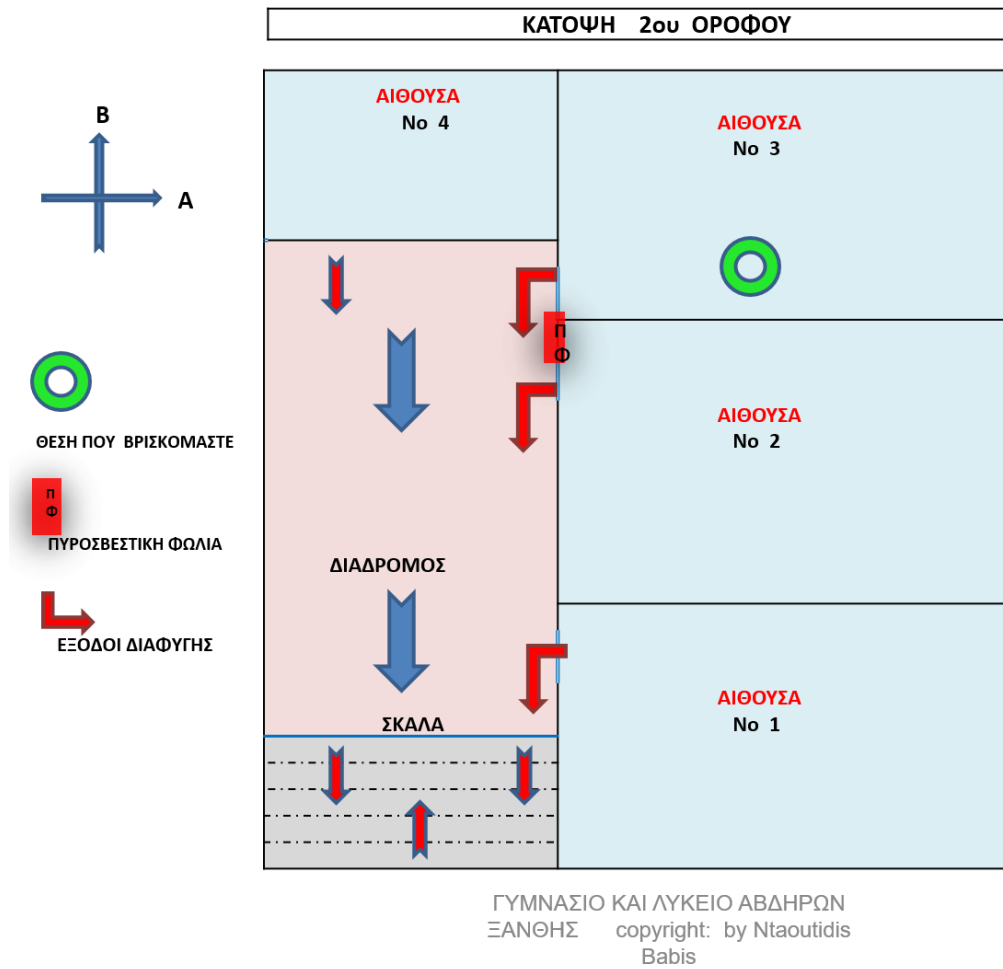 ΚΑΤΟΨΗ 2ου ΟΡΟΦΟΥ
ΑΙΘΟΥΣΑ
Νο 4
ΑΙΘΟΥΣΑ
Νο 3
Β
Α
Π
Φ
ΘΕΣΗ ΠΟΥ ΒΡΙΣΚΟΜΑΣΤΕ
ΑΙΘΟΥΣΑ
Νο 2
Π
Φ
ΠΥΡΟΣΒΕΣΤΙΚΗ ΦΩΛΙΑ
ΔΙΑΔΡΟΜΟΣ
ΕΞΟΔΟΙ ΔΙΑΦΥΓΗΣ
ΑΙΘΟΥΣΑ
Νο 1
ΣΚΑΛΑ
ΓΥΜΝΑΣΙΟ ΚΑΙ ΛΥΚΕΙΟ ΑΒΔΗΡΩΝ
ΞΑΝΘΗΣ copyright: by Ntaoutidis
Babis